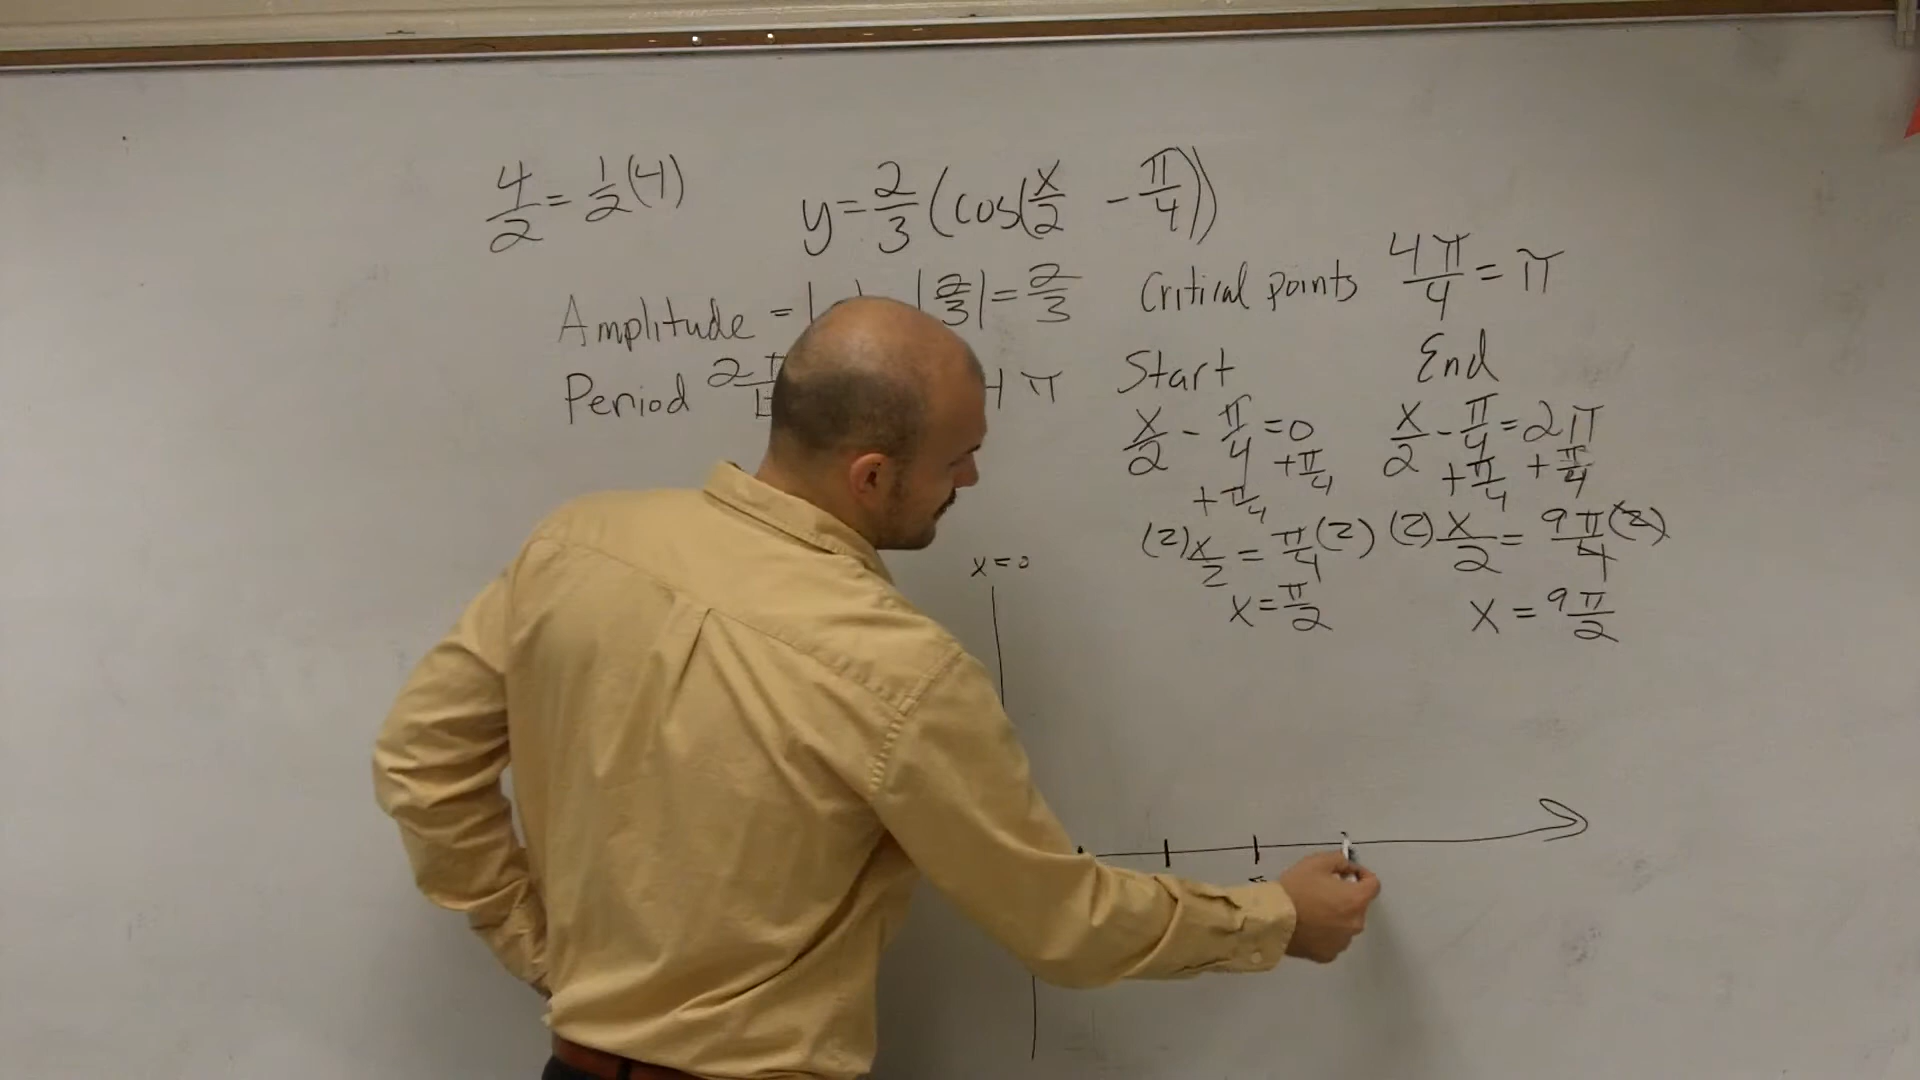 4/2 = 1/2 (4)
y = 2/3 (cos(x/2 - π/4))
Amplitude = | |2/3| = 2/3
Critical points 4π/4 = π
Period 2π 4π
Start
x/2 - π/4 = 0
+π/4 +π/4
(2) x/2 = π/4 (2)
x = π/2
End
x/2 - π/4 = 2π
+π/4 +π/4
(2) x/2 = 9π/4 (2)
x = 9π/2
x = 0